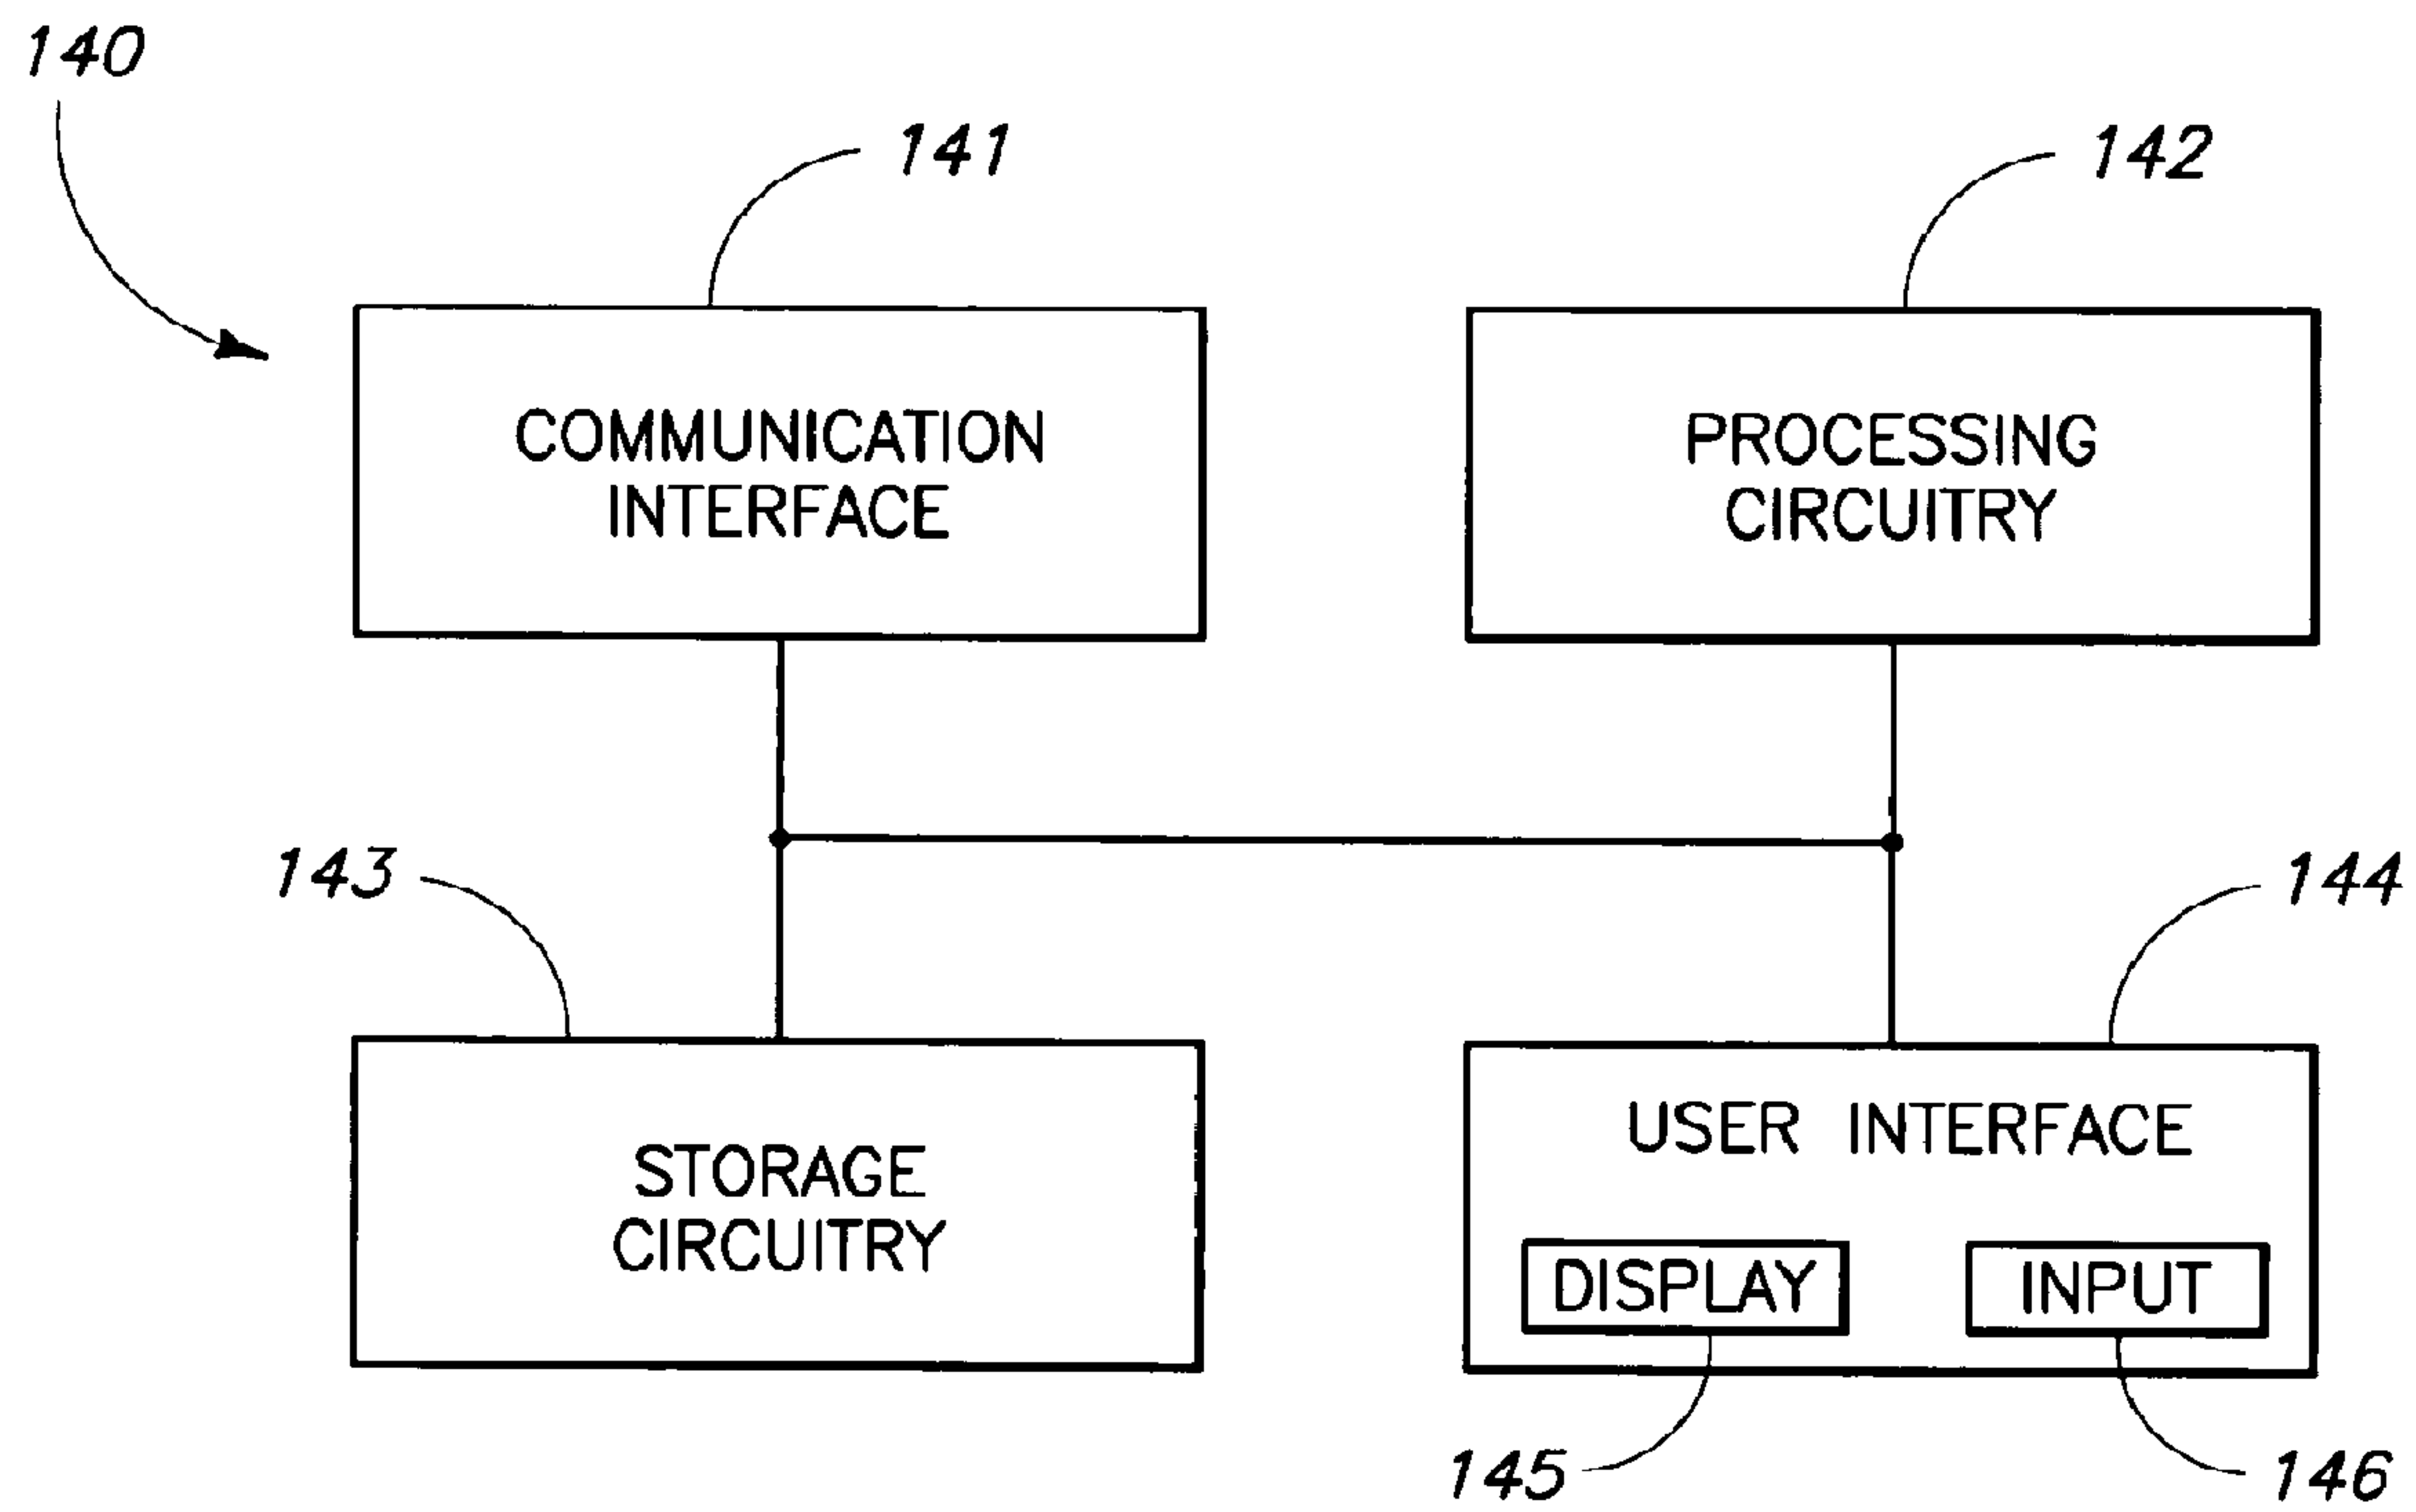 140
141
142
COMMUNICATION
INTERFACE
PROCESSING
CIRCUITRY
143
144
STORAGE
CIRCUITRY
USER INTERFACE
DISPLAY
INPUT
145
146